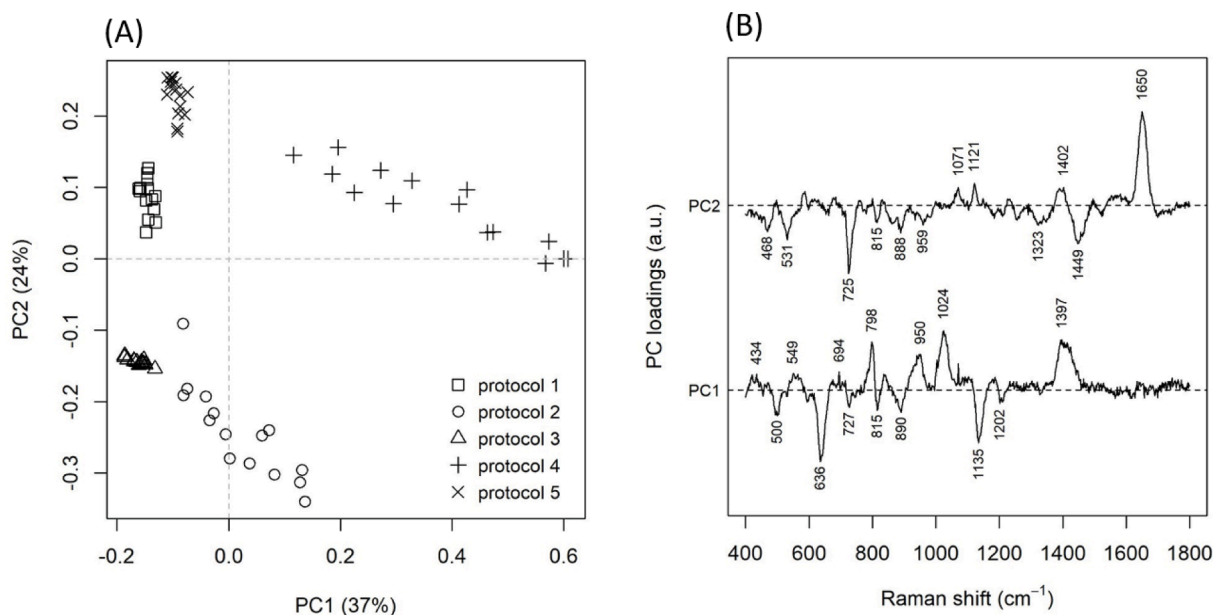 (A)
PC2 (24%)
0.2
0.1
0.0
-0.1
-0.2
-0.3
protocol 1
protocol 2
protocol 3
protocol 4
protocol 5
-0.2 0.0 0.2 0.4 0.6
PC1 (37%)
(B)
PC loadings (a.u.)
PC2
1071 1121 1402 1650
468 531 725 815 888 959 1323 1449
PC1
434 549 694 798 950 1024 1397
500 636 727 815 890 1135 1202
400 600 800 1000 1200 1400 1600 1800
Raman shift (cm⁻¹)